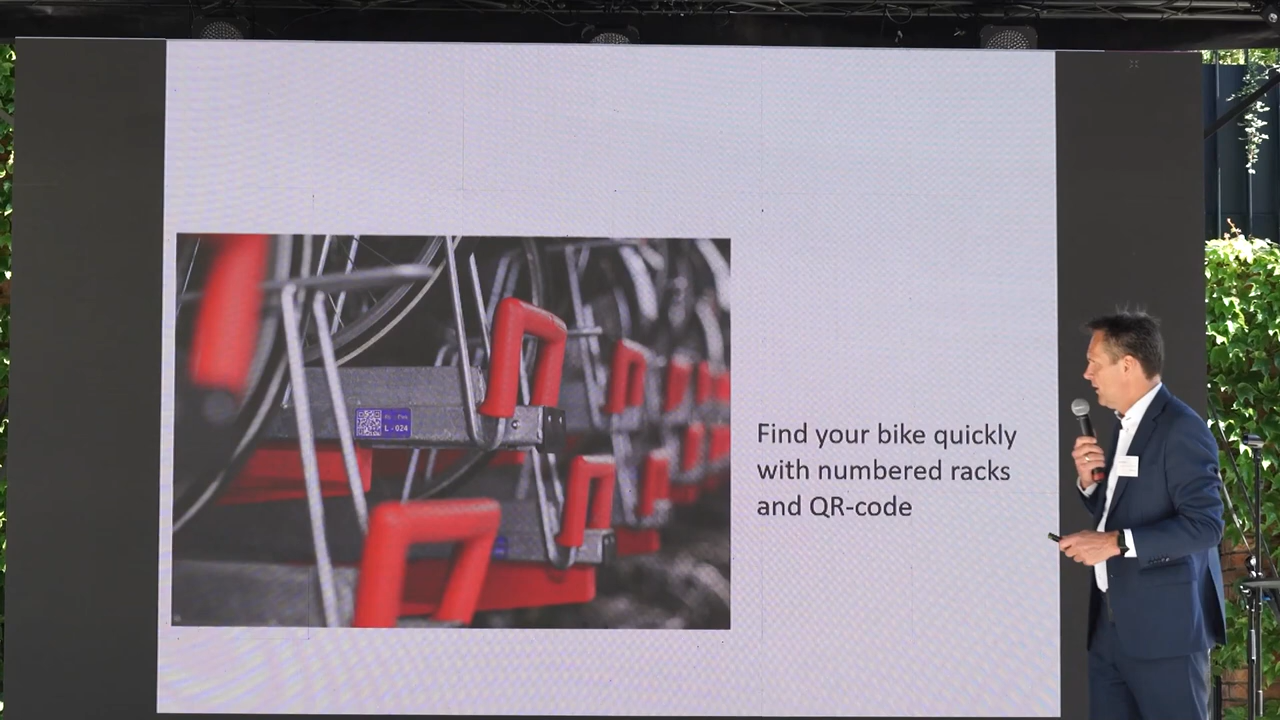 L - 024
Find your bike quickly
with numbered racks
and QR-code